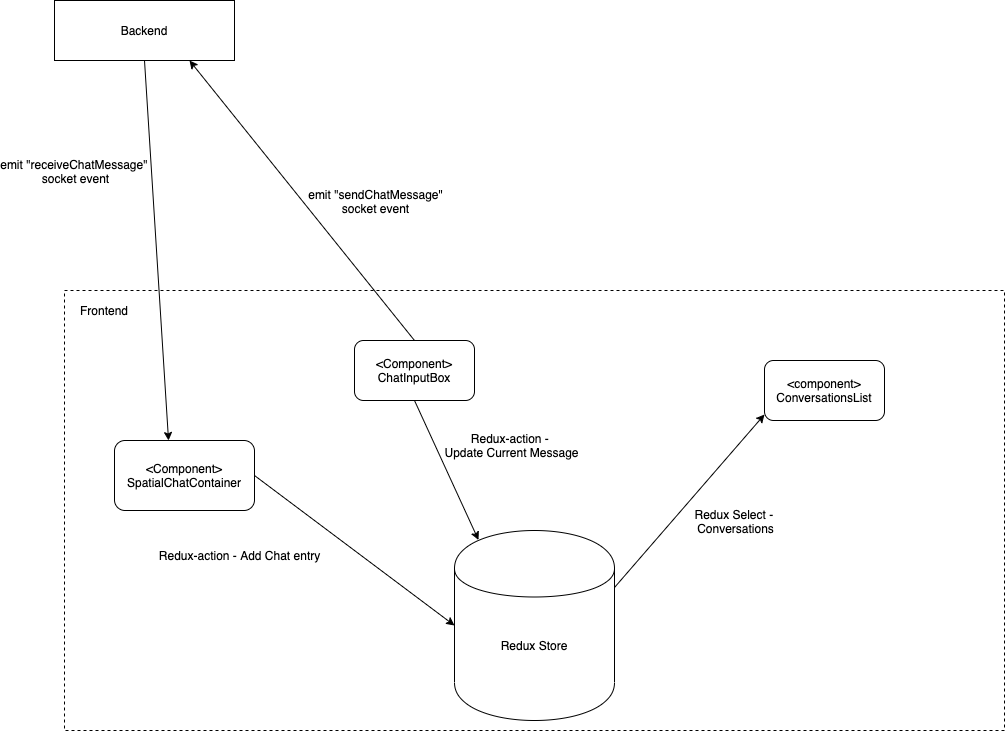 Backend
emit "receiveChatMessage"
socket event
emit "sendChatMessage"
socket event
Frontend
<Component>
ChatInputBox
<component>
ConversationsList
Redux-action -
Update Current Message
<Component>
SpatialChatContainer
Redux Select -
Conversations
Redux-action - Add Chat entry
Redux Store